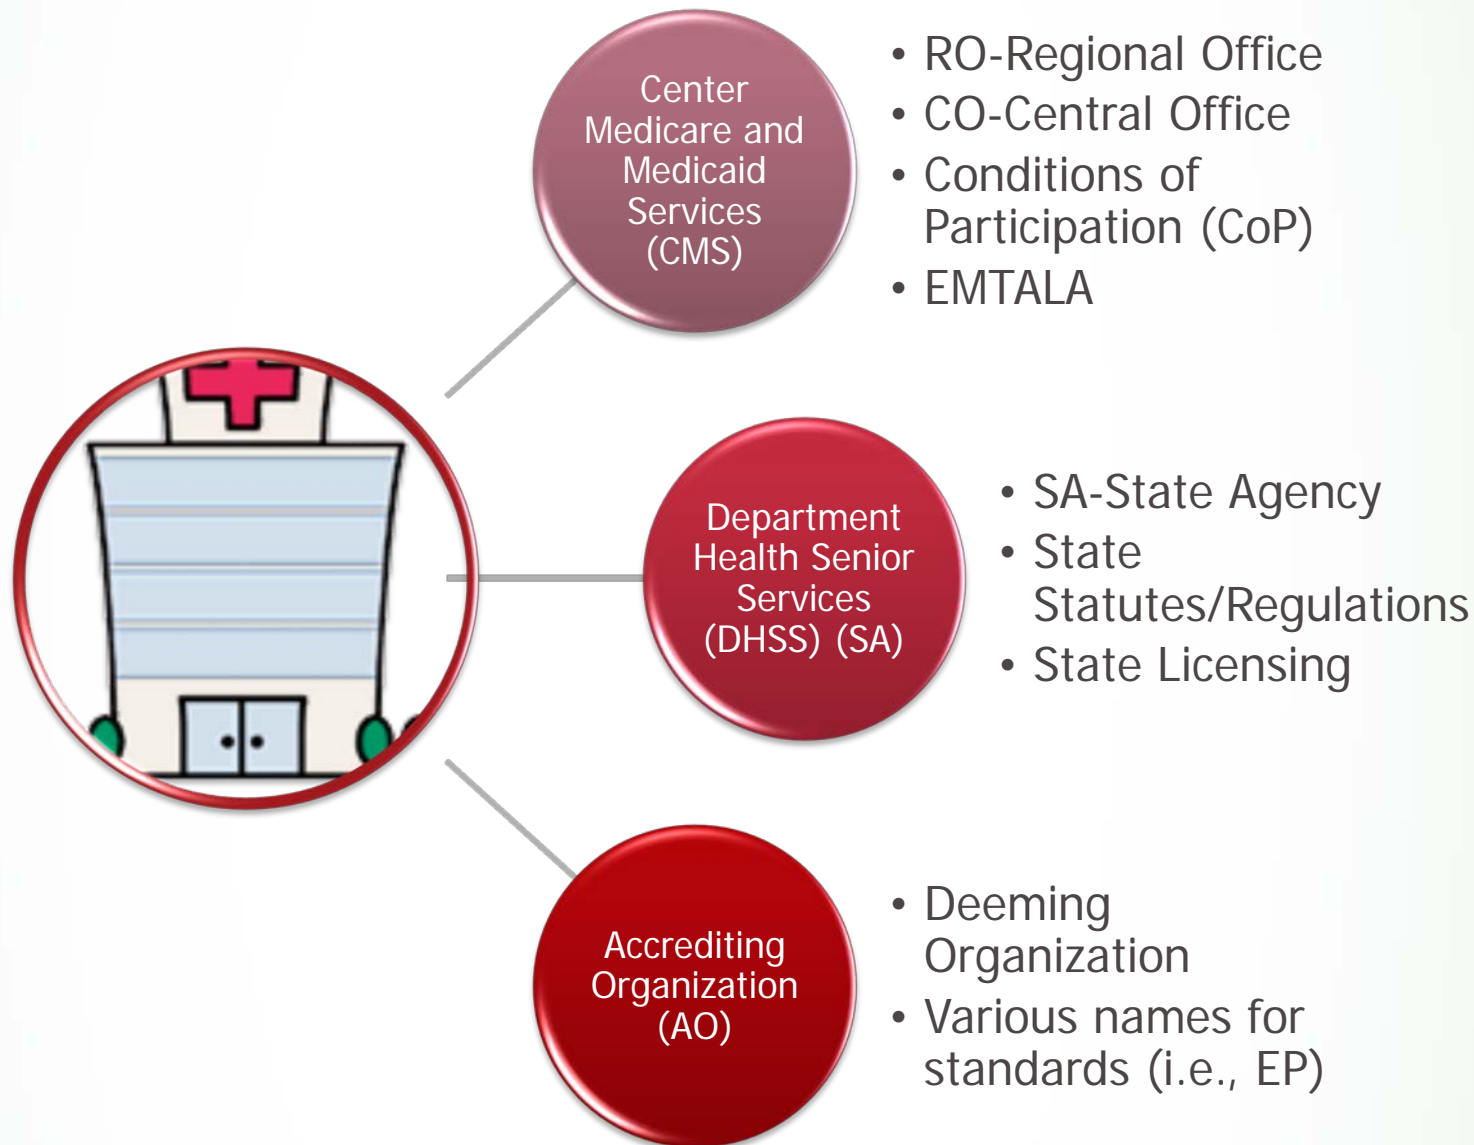 Center
Medicare and
Medicaid
Services
(CMS)
• RO-Regional Office
• CO-Central Office
• Conditions of
Participation (CoP)
• EMTALA
Department
Health Senior
Services
(DHSS) (SA)
• SA-State Agency
• State
Statutes/Regulations
• State Licensing
Accrediting
Organization
(AO)
• Deeming
Organization
• Various names for
standards (i.e., EP)